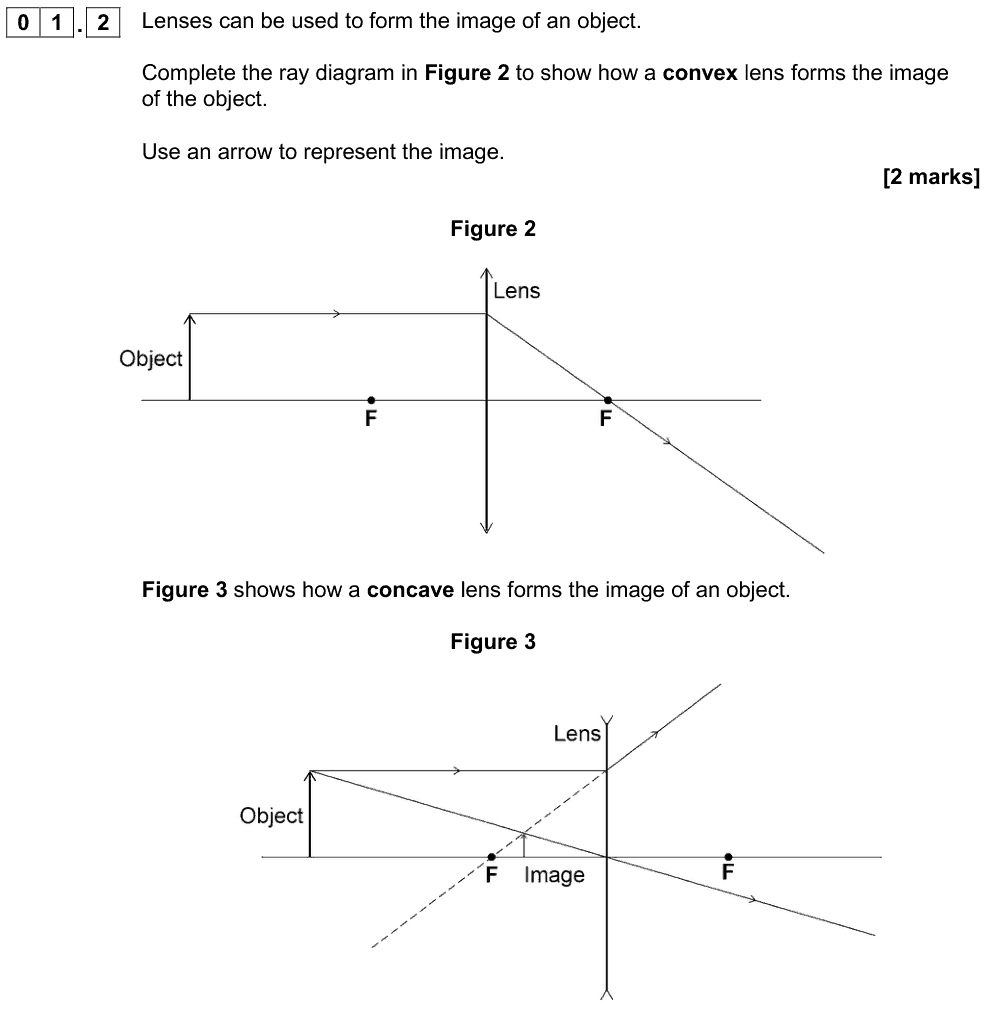 0 1 . 2 Lenses can be used to form the image of an object.
Complete the ray diagram in Figure 2 to show how a convex lens forms the image
of the object.
Use an arrow to represent the image.
[2 marks]
Figure 2
Lens
Object
F
F
Figure 3 shows how a concave lens forms the image of an object.
Figure 3
Lens
Object
F
Image
F